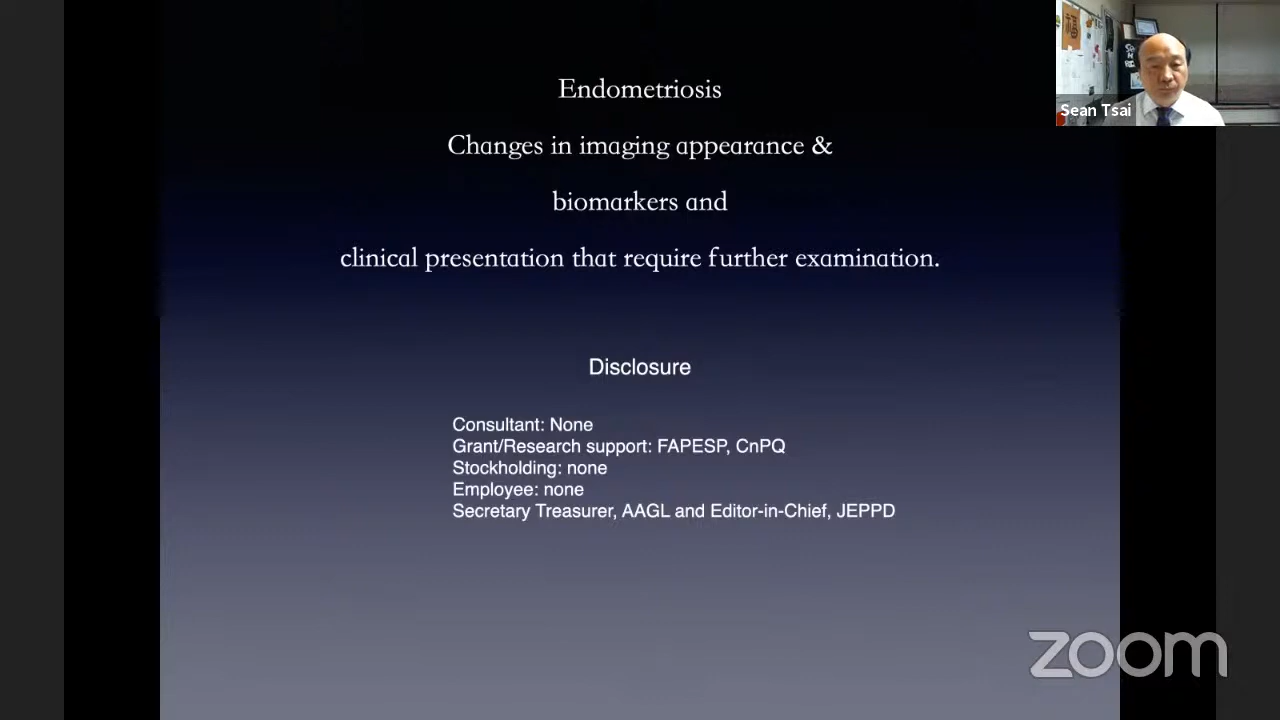 Endometriosis
Changes in imaging appearance &
biomarkers and
clinical presentation that require further examination.
Disclosure
Consultant: None
Grant/Research support: FAPESP, CnPQ
Stockholding: none
Employee: none
Secretary Treasurer, AAGL and Editor-in-Chief, JEPPD
福
Sean Tsai
zoom